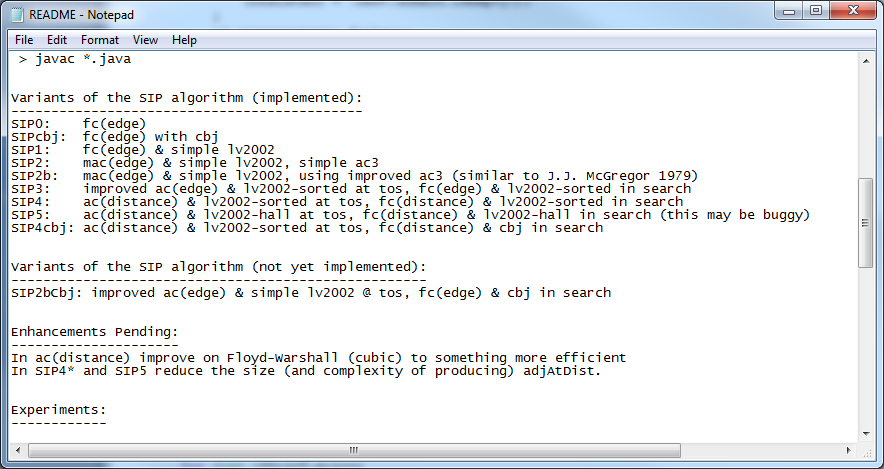 README - Notepad
File Edit Format View Help
> javac *.java
Variants of the SIP algorithm (implemented):
--------------------------------------------
SIP0: fc(edge)
SIPcbj: fc(edge) with cbj
SIP1: fc(edge) & simple lv2002
SIP2: mac(edge) & simple lv2002, simple ac3
SIP2b: mac(edge) & simple lv2002, using improved ac3 (similar to J.J. McGregor 1979)
SIP3: improved ac(edge) & lv2002-sorted at tos, fc(edge) & lv2002-sorted in search
SIP4: ac(distance) & lv2002-sorted at tos, fc(distance) & lv2002-sorted in search
SIP5: ac(distance) & lv2002-hall at tos, fc(distance) & lv2002-hall in search (this may be buggy)
SIP4cbj: ac(distance) & lv2002-sorted at tos, fc(distance) & cbj in search
Variants of the SIP algorithm (not yet implemented):
----------------------------------------------------
SIP2bCbj: improved ac(edge) & simple lv2002 @ tos, fc(edge) & cbj in search
Enhancements Pending:
---------------------
In ac(distance) improve on Floyd-Warshall (cubic) to something more efficient
In SIP4* and SIP5 reduce the size (and complexity of producing) adjAtDist.
Experiments:
------------